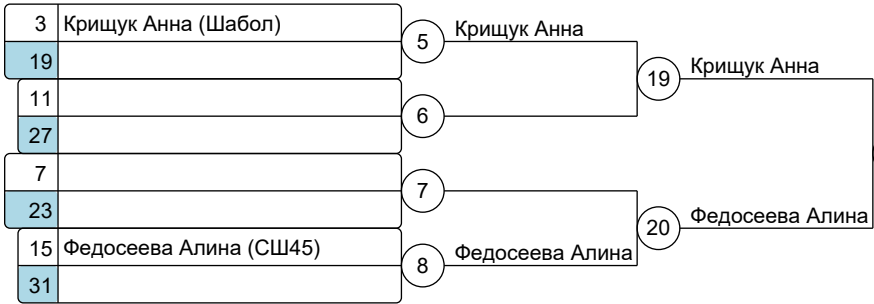 3 Крищук Анна (Шабол)
19
11
27
7
23
15 Федосеева Алина (СШ45)
31
5 Крищук Анна
6
7
8 Федосеева Алина
19 Крищук Анна
20 Федосеева Алина